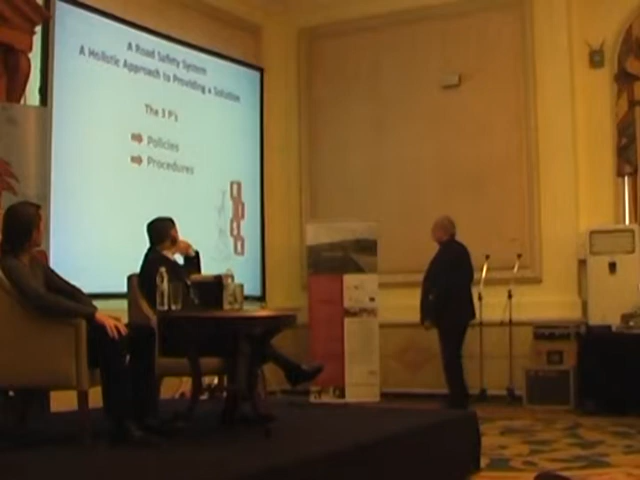 A Road Safety System
A Holistic Approach to Providing a Solution
The 3 P's
Policies
Procedures